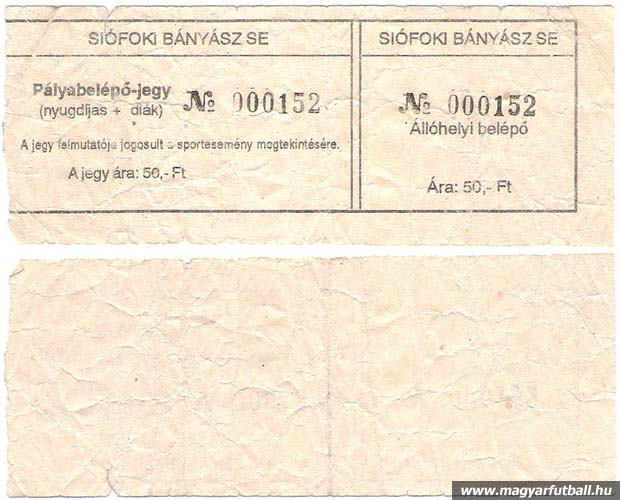 SIÓFOKI BÁNYÁSZ SE
Pályabelépő-jegy
(nyugdíjas + diák)
№ 000152
A jegy felmutatója jogosult a sportesemény megtekintésére.
A jegy ára: 50,- Ft
SIÓFOKI BÁNYÁSZ SE
№ 000152
Állóhelyi belépő
Ára: 50,- Ft
www.magyarfutball.hu